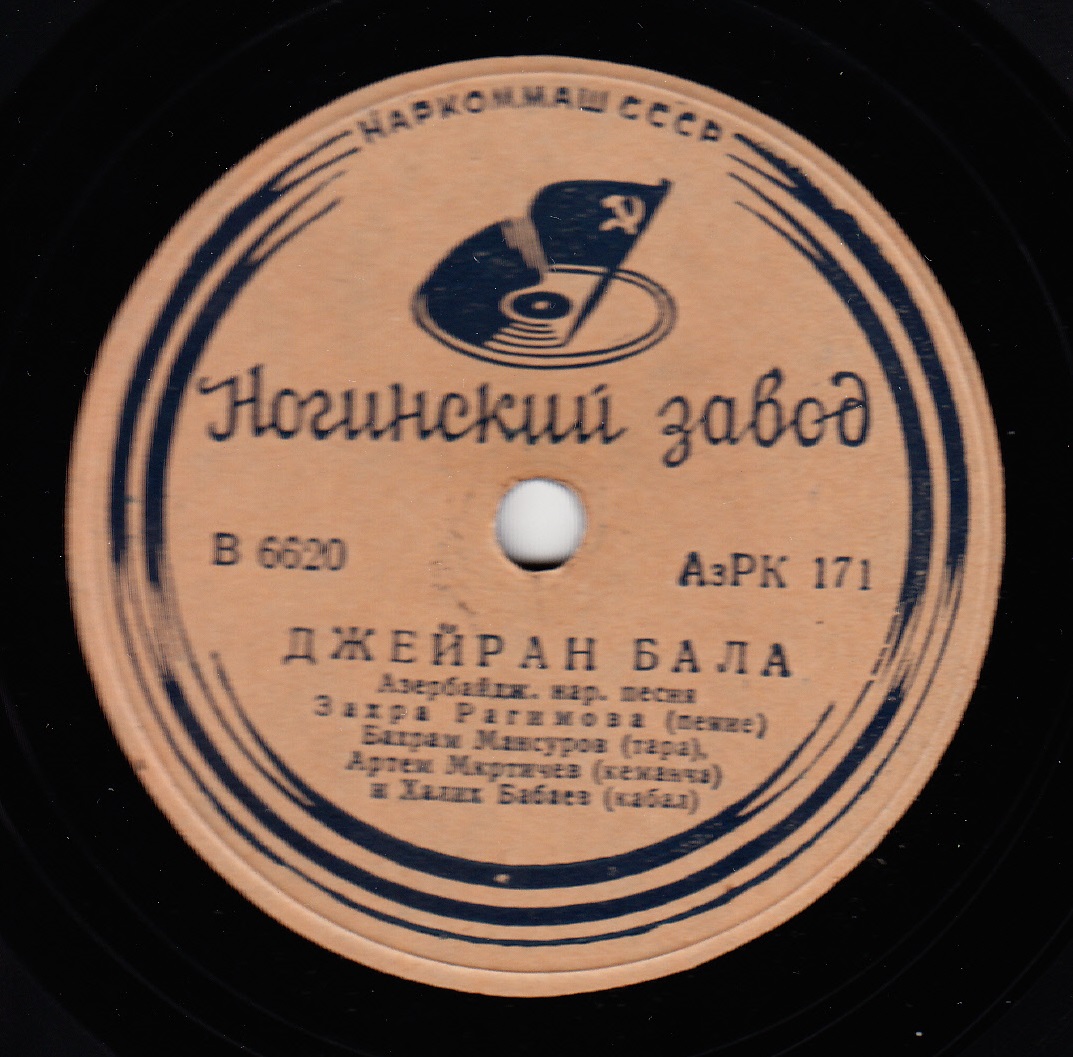 НАРКОММАШ СССР
Ногинский завод
В 6620
АзРК 171
ДЖЕЙРАН БАЛА
Азербайдж. нар. песня
Захра Рагимова (пение)
Бахрам Мансуров (тара),
Артем Мкртичев (кеманча)
и Халик Бабаев (кабал)